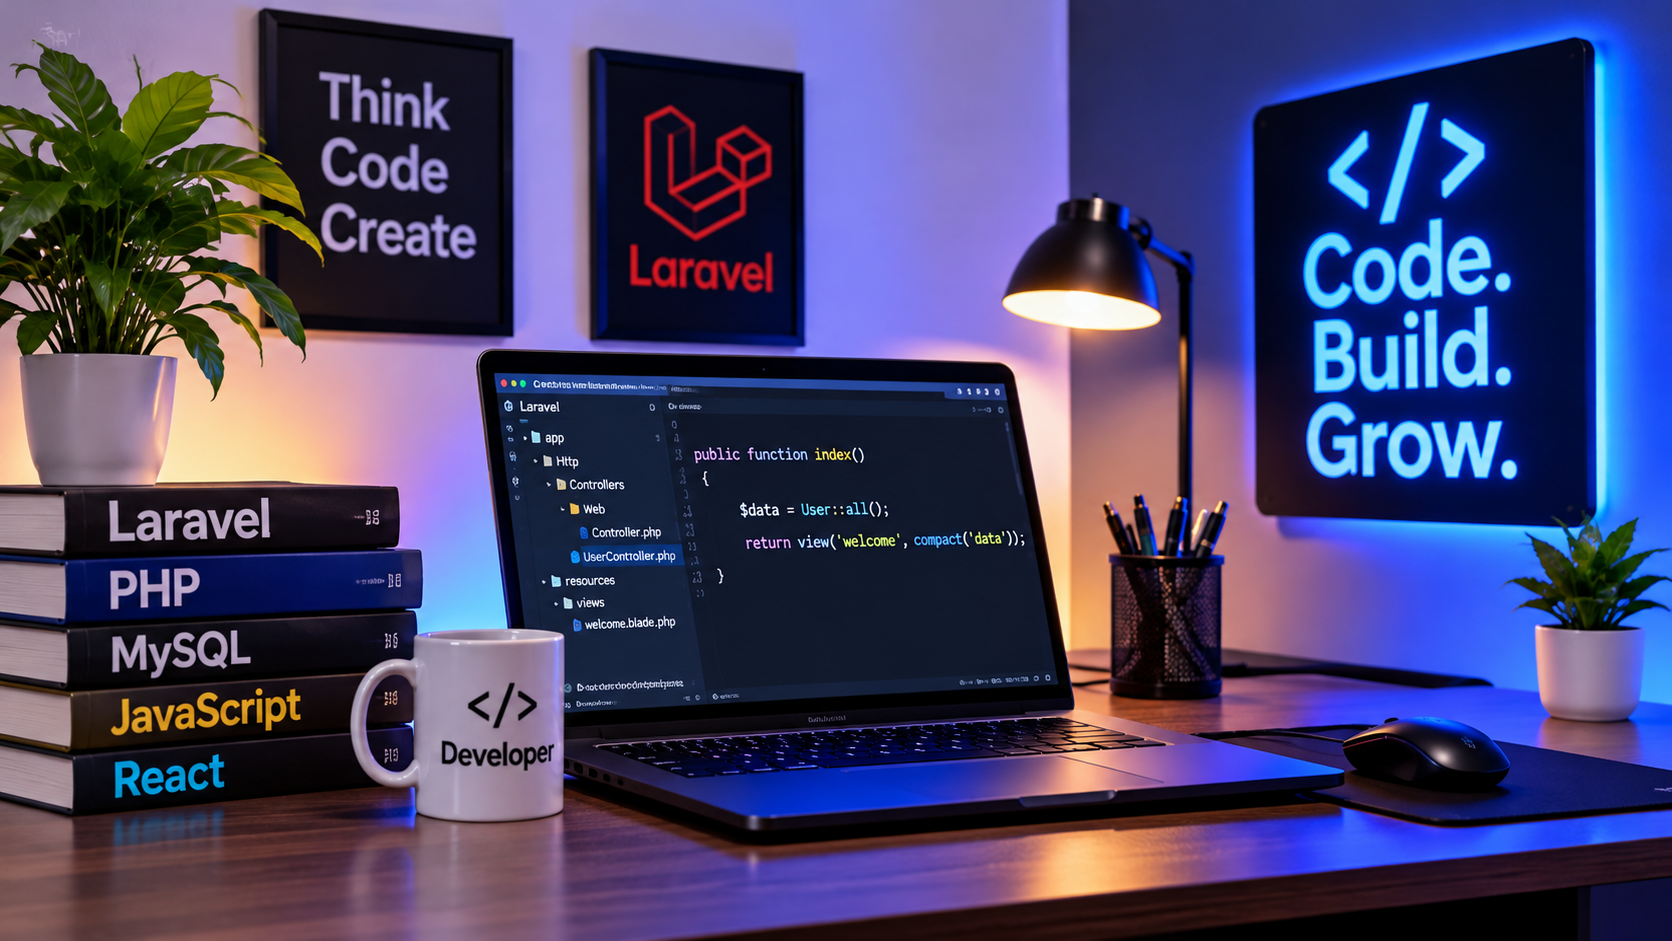 Think
Code
Create
Laravel
</>
Code.
Build.
Grow.
Laravel
PHP
MySQL
JavaScript
React
</>
Developer
Laravel
app
Http
Controllers
Web
Controller.php
UserController.php
resources
views
welcome.blade.php
public function index()
{
$data = User::all();
return view('welcome', compact('data'));
}